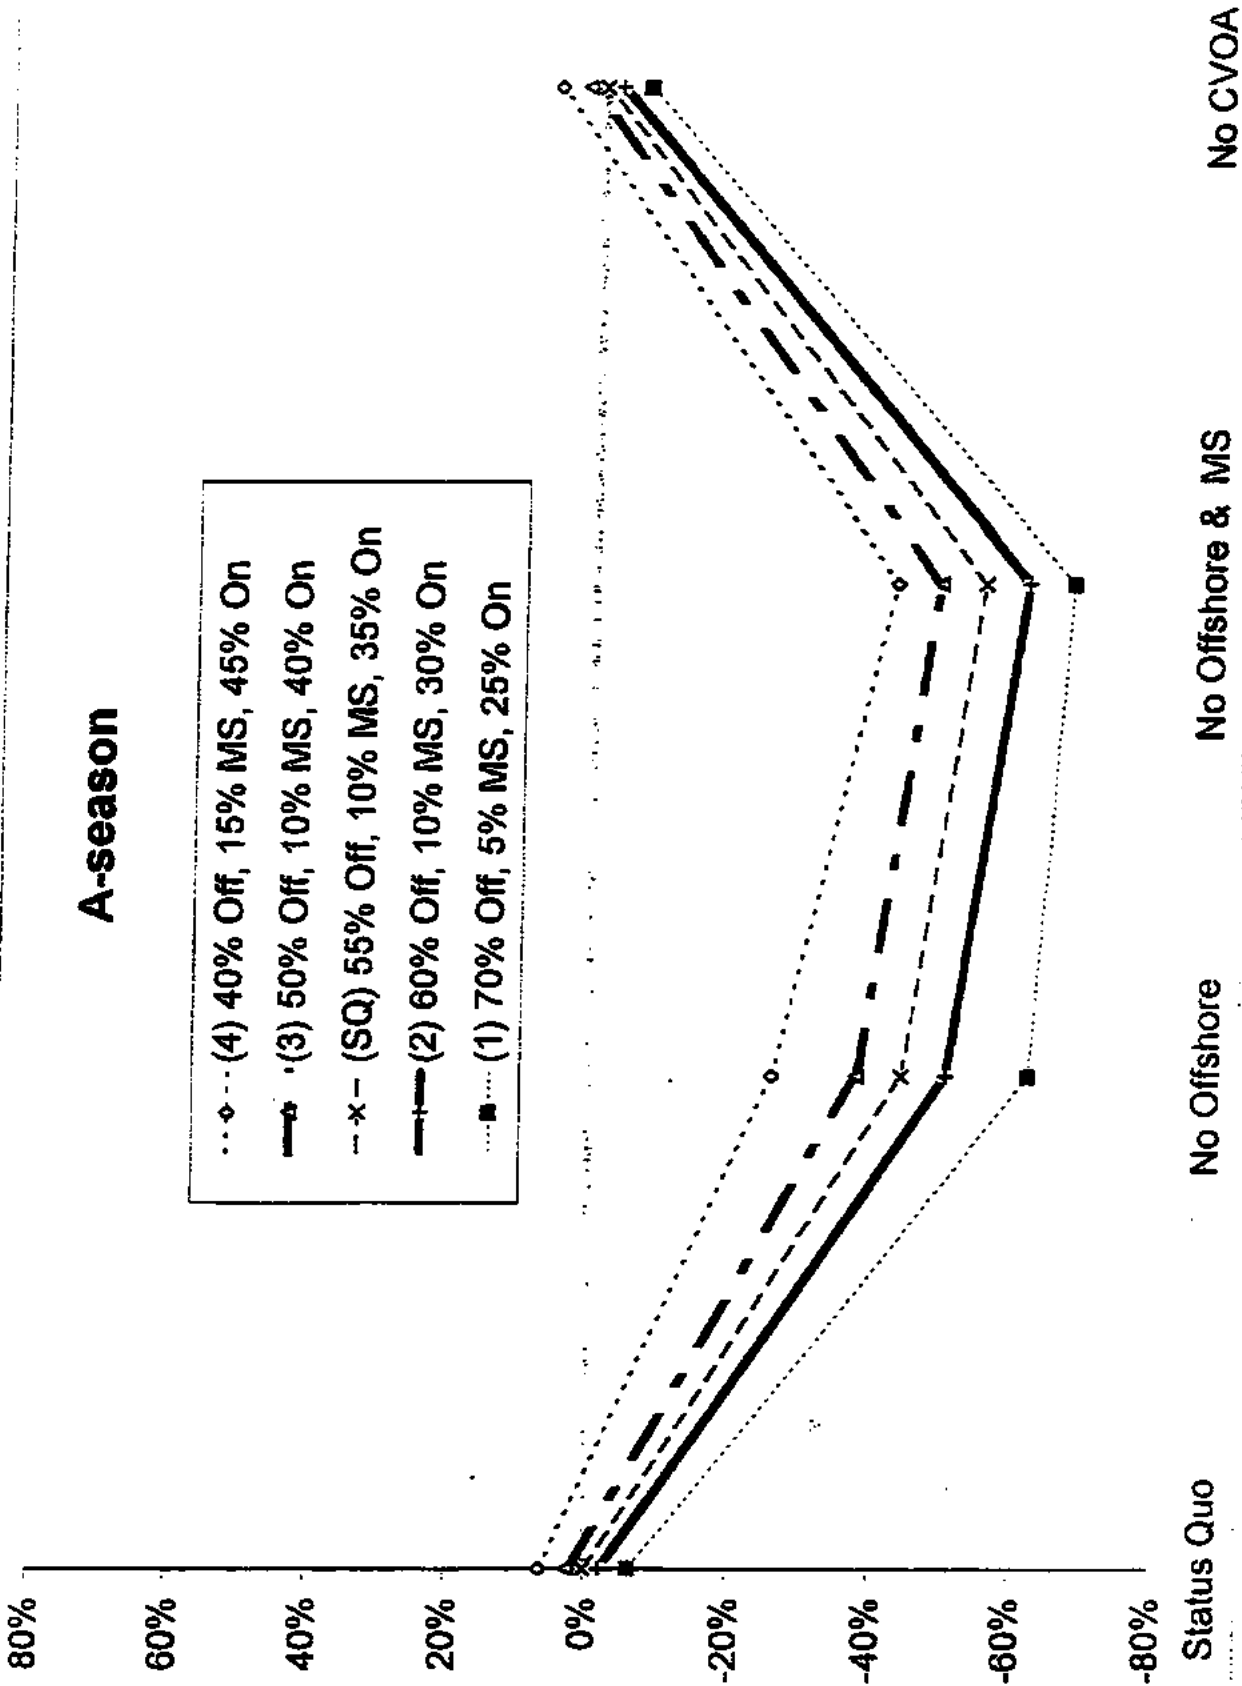 A-season
(4) 40% Off, 15% MS, 45% On
(3) 50% Off, 10% MS, 40% On
(SQ) 55% Off, 10% MS, 35% On
(2) 60% Off, 10% MS, 30% On
(1) 70% Off, 5% MS, 25% On
80%
60%
40%
20%
0%
-20%
-40%
-60%
-80%
Status Quo
No Offshore
No Offshore & MS
No CVOA